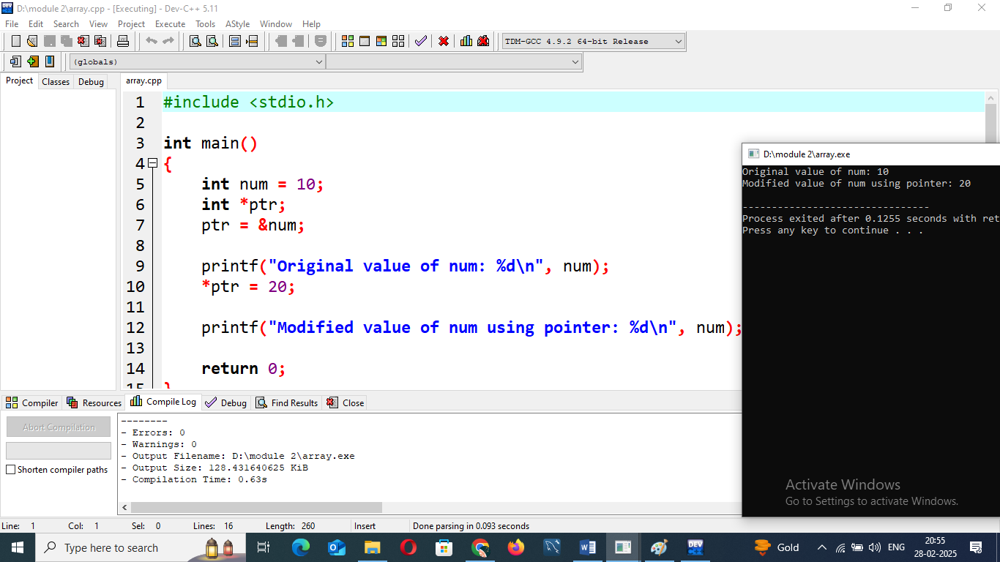 D:\module 2\array.cpp - [Executing] - Dev-C++ 5.11
File Edit Search View Project Execute Tools AStyle Window Help
TDM-GCC 4.9.2 64-bit Release
(globals)
Project Classes Debug
array.cpp
1 #include <stdio.h>
2
3 int main()
4 {
5 int num = 10;
6 int *ptr;
7 ptr = &num;
8
9 printf("Original value of num: %d\n", num);
10 *ptr = 20;
11
12 printf("Modified value of num using pointer: %d\n", num);
13
14 return 0;
15 }
D:\module 2\array.exe
Original value of num: 10
Modified value of num using pointer: 20
--------------------------------
Process exited after 0.1255 seconds with ret
Press any key to continue . . .
Compiler Resources Compile Log Debug Find Results Close
Abort Compilation
Shorten compiler paths
--------
- Errors: 0
- Warnings: 0
- Output Filename: D:\module 2\array.exe
- Output Size: 128.431640625 KiB
- Compilation Time: 0.63s
Activate Windows
Go to Settings to activate Windows.
Line: 1 Col: 1 Sel: 0 Lines: 16 Length: 260 Insert Done parsing in 0.093 seconds
Type here to search
DEV
Gold
ENG
20:55
28-02-2025